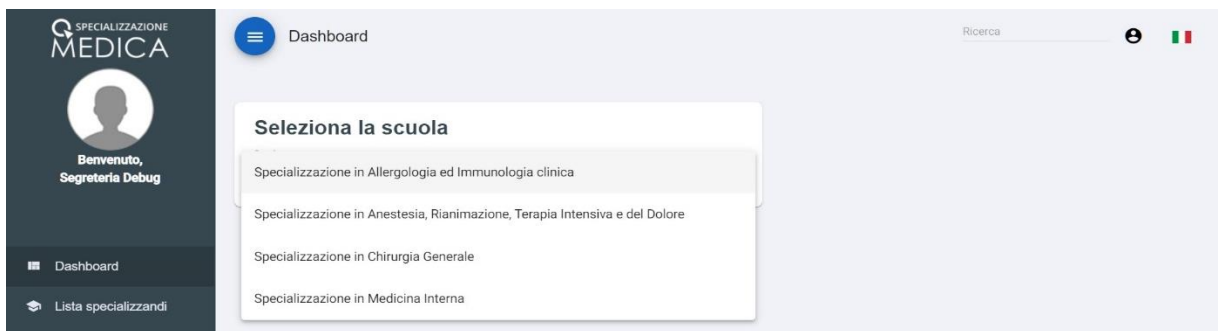 SPECIALIZZAZIONE
MEDICA
Benvenuto,
Segreteria Debug
Dashboard
Lista specializzandi
Dashboard
Ricerca
Seleziona la scuola
Specializzazione in Allergologia ed Immunologia clinica
Specializzazione in Anestesia, Rianimazione, Terapia Intensiva e del Dolore
Specializzazione in Chirurgia Generale
Specializzazione in Medicina Interna